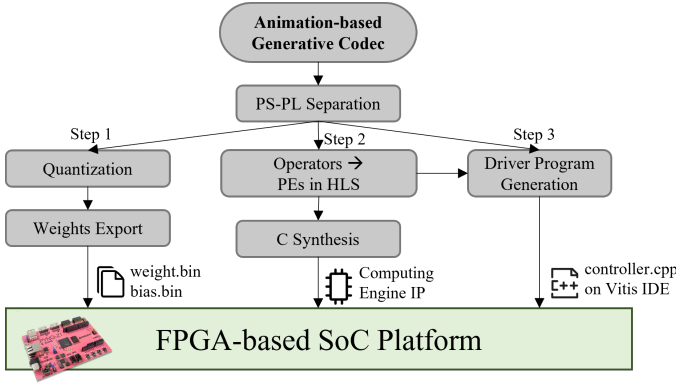 Animation-based
Generative Codec
PS-PL Separation
Step 1
Step 2
Step 3
Quantization
Operators →
PEs in HLS
Driver Program
Generation
Weights Export
C Synthesis
weight.bin
bias.bin
Computing
Engine IP
C++
controller.cpp
on Vitis IDE
FPGA-based SoC Platform